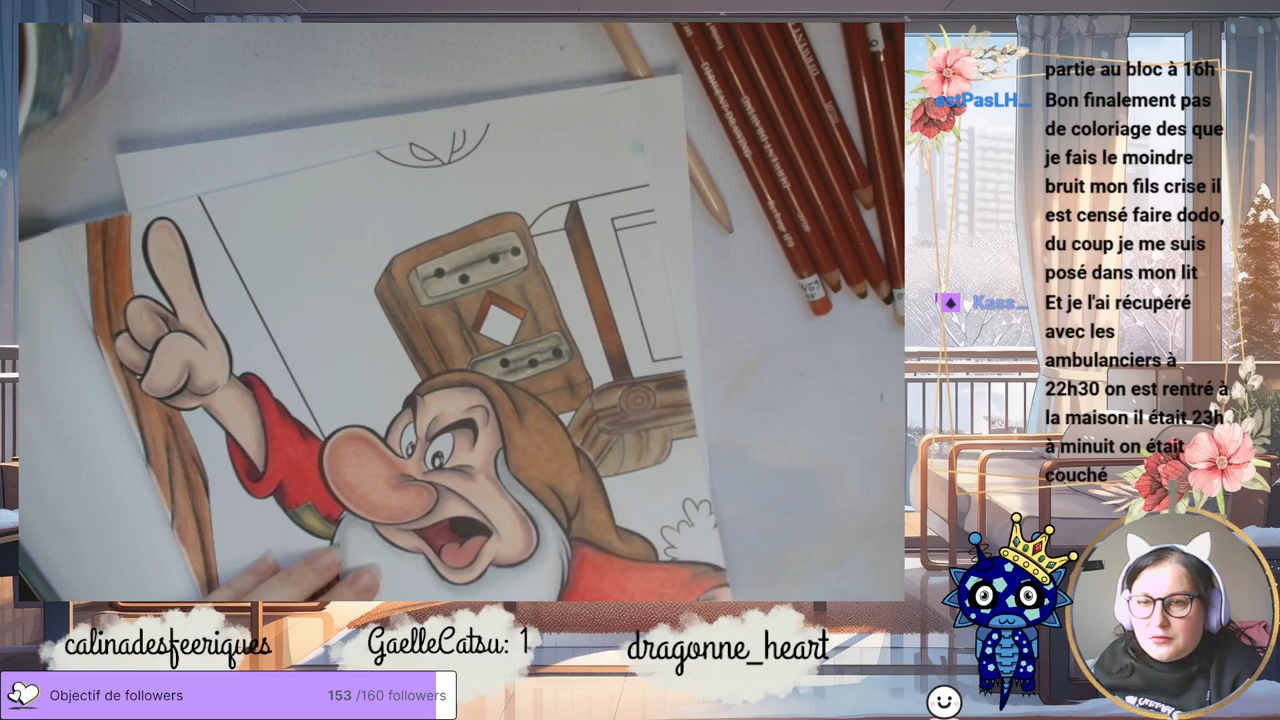 partie au bloc à 16h
estPasLH...
Bon finalement pas
de coloriage des que
je fais le moindre
bruit mon fils crise il
est censé faire dodo,
du coup je me suis
posé dans mon lit
Kass...
Et je l'ai récupéré
avec les
ambulanciers à
22h30 on est rentré à
la maison il était 23h
à minuit on était
couché
DERWENT
calinadesfeeriques
GaelleCatsu: 1
dragonne_heart
Objectif de followers
153 /160 followers